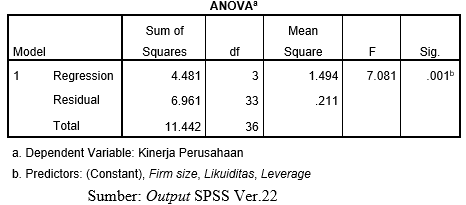 ANOVAa
Model Sum of Squares df Mean Square F Sig.
1 Regression 4.481 3 1.494 7.081 .001b
Residual 6.961 33 .211
Total 11.442 36
a. Dependent Variable: Kinerja Perusahaan
b. Predictors: (Constant), Firm size, Likuiditas, Leverage
Sumber: Output SPSS Ver.22